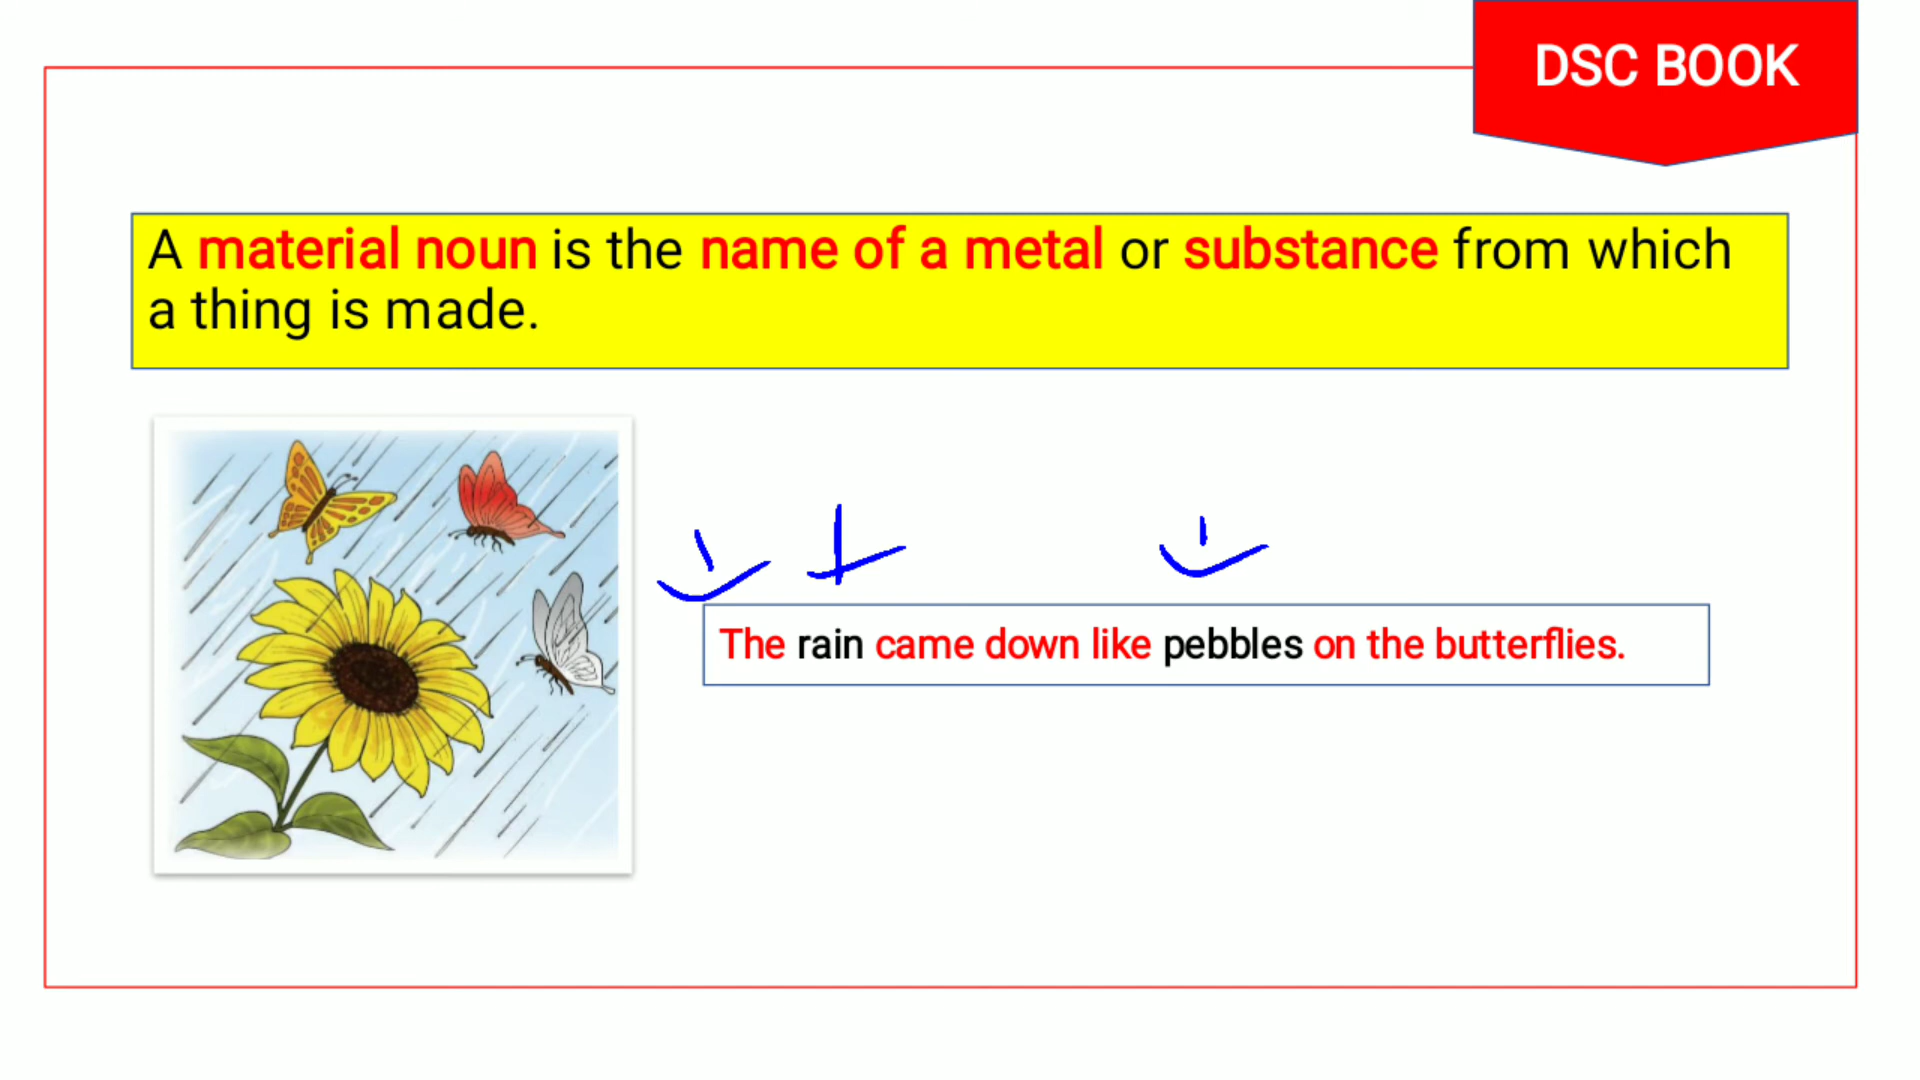 DSC BOOK
A material noun is the name of a metal or substance from which
a thing is made.
The rain came down like pebbles on the butterflies.